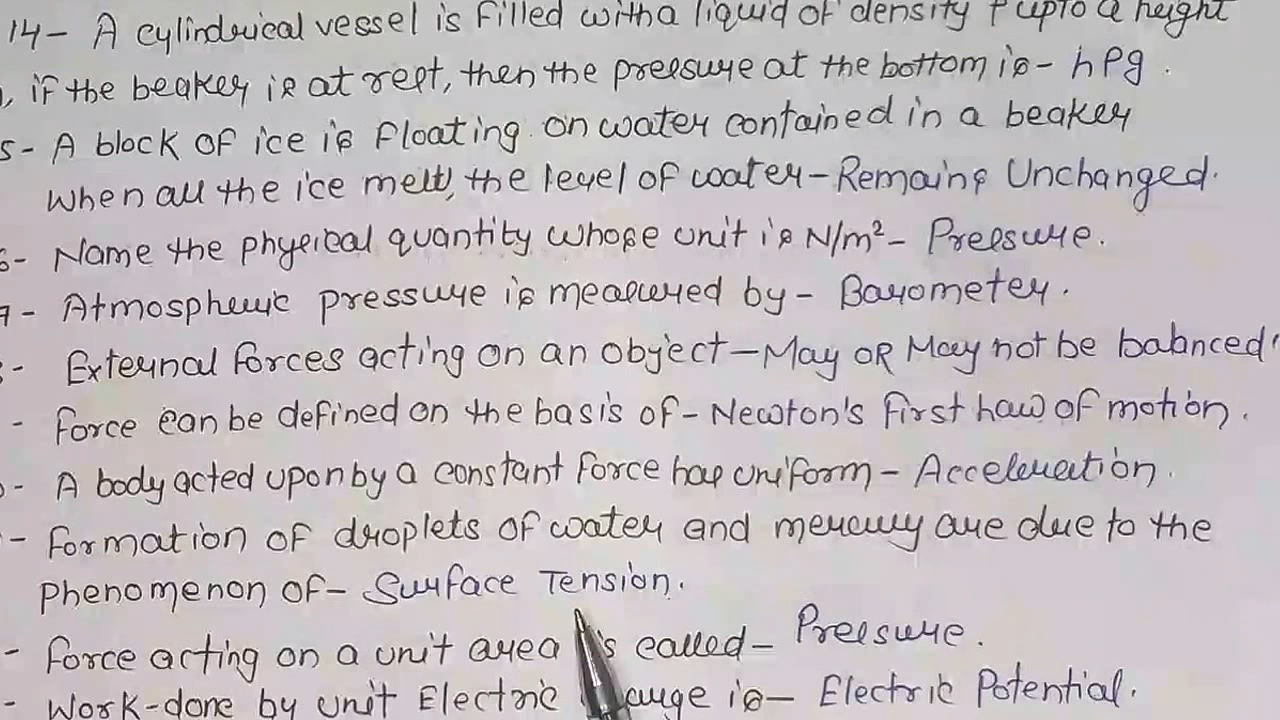 14- A cylindrical vessel is filled with a liquid of density ρ upto a height
, if the beaker is at rest, then the pressure at the bottom is- hρg.
5- A block of ice is floating on water contained in a beaker
when all the ice melt, the level of water - Remains Unchanged.
6- Name the physical quantity whose unit is N/m²- Pressure.
7- Atmospheric pressure is measured by- Barometer.
- External forces acting on an object - May OR May not be balanced
- Force can be defined on the basis of- Newton's first Law of motion.
- A body acted upon by a constant force has uniform - Acceleration.
- Formation of droplets of water and mercury are due to the
Phenomenon of- Surface Tension.
- Force acting on a unit area is called- Pressure.
- Work-done by unit Electric is- Electric Potential.